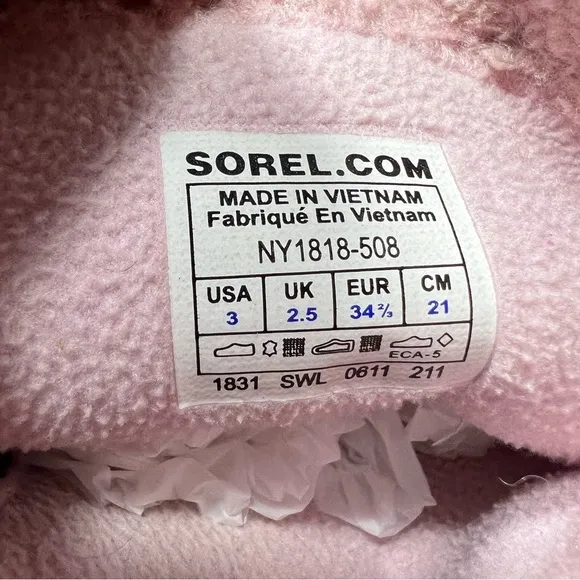 SOREL.COM
MADE IN VIETNAM
Fabriqué En Vietnam
NY1818-508
USA UK EUR CM
3 2.5 34⅔ 21
ECA-5
1831 SWL 0611 211